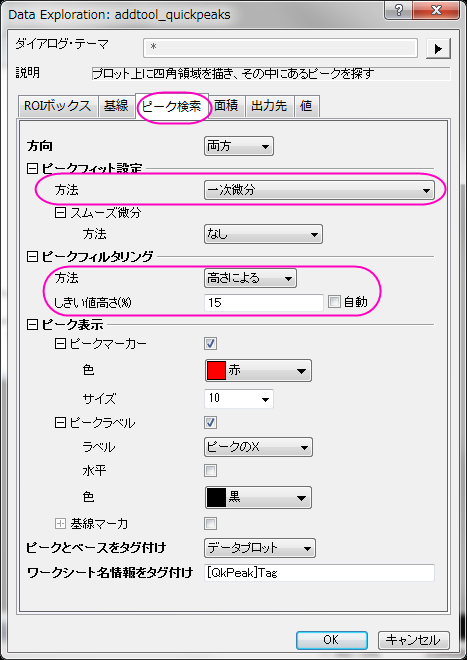 Data Exploration: addtool_quickpeaks
ダイアログ・テーマ *
説明 プロット上に四角領域を描き、その中にあるピークを探す
ROIボックス 基線 ピーク検索 面積 出力先 値
方向 両方
ピークフィット設定
方法 一次微分
スムーズ微分
方法 なし
ピークフィルタリング
方法 高さによる
しきい値高さ(%) 15 自動
ピーク表示
ピークマーカー
色 赤
サイズ 10
ピークラベル
ラベル ピークのX
水平
色 黒
基線マーカ
ピークとベースをタグ付け データプロット
ワークシート名情報をタグ付け [QkPeak]Tag
OK キャンセル